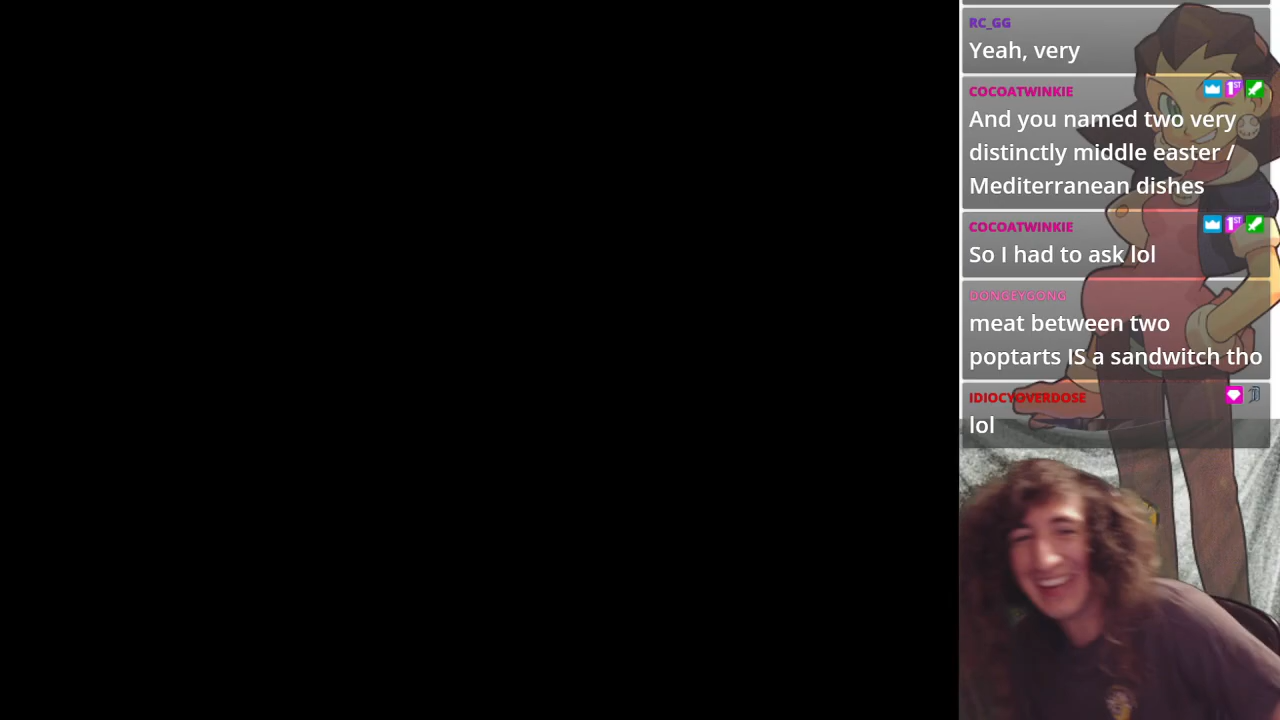 RC_GG
Yeah, very
COCOATWINKIE
And you named two very
distinctly middle easter /
Mediterranean dishes
COCOATWINKIE
So I had to ask lol
DONGEYGONG
meat between two
poptarts IS a sandwitch tho
IDIOCYOVERDOSE
lol